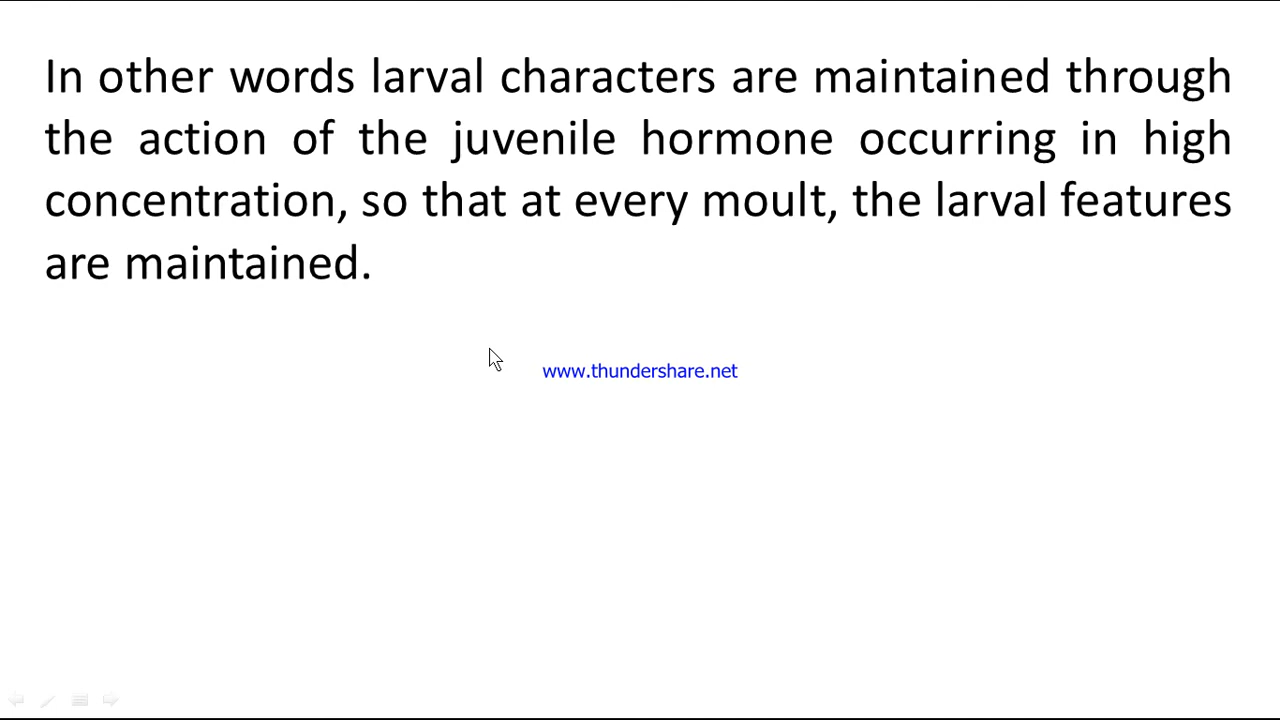 In other words larval characters are maintained through
the action of the juvenile hormone occurring in high
concentration, so that at every moult, the larval features
are maintained.
www.thundershare.net